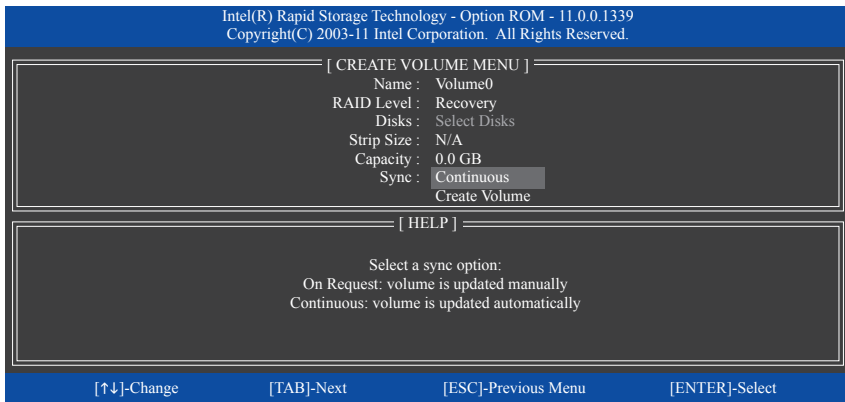 Intel(R) Rapid Storage Technology - Option ROM - 11.0.0.1339
Copyright(C) 2003-11 Intel Corporation. All Rights Reserved.
[ CREATE VOLUME MENU ]
Name : Volume0
RAID Level : Recovery
Disks : Select Disks
Strip Size : N/A
Capacity : 0.0 GB
Sync : Continuous
Create Volume
[ HELP ]
Select a sync option:
On Request: volume is updated manually
Continuous: volume is updated automatically
[↑↓]-Change [TAB]-Next [ESC]-Previous Menu [ENTER]-Select